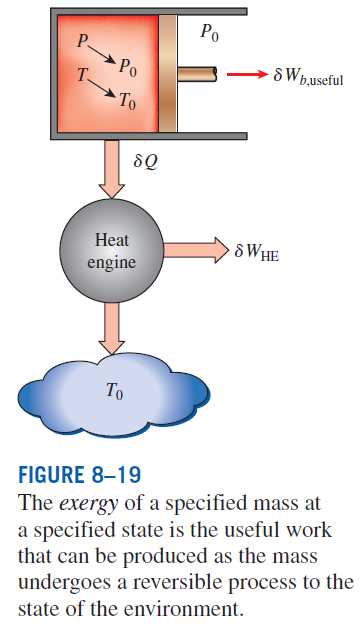 P
P₀
P₀
T
T₀
δW_b,useful
δQ
Heat
engine
δW_HE
T₀
FIGURE 8–19
The exergy of a specified mass at
a specified state is the useful work
that can be produced as the mass
undergoes a reversible process to the
state of the environment.